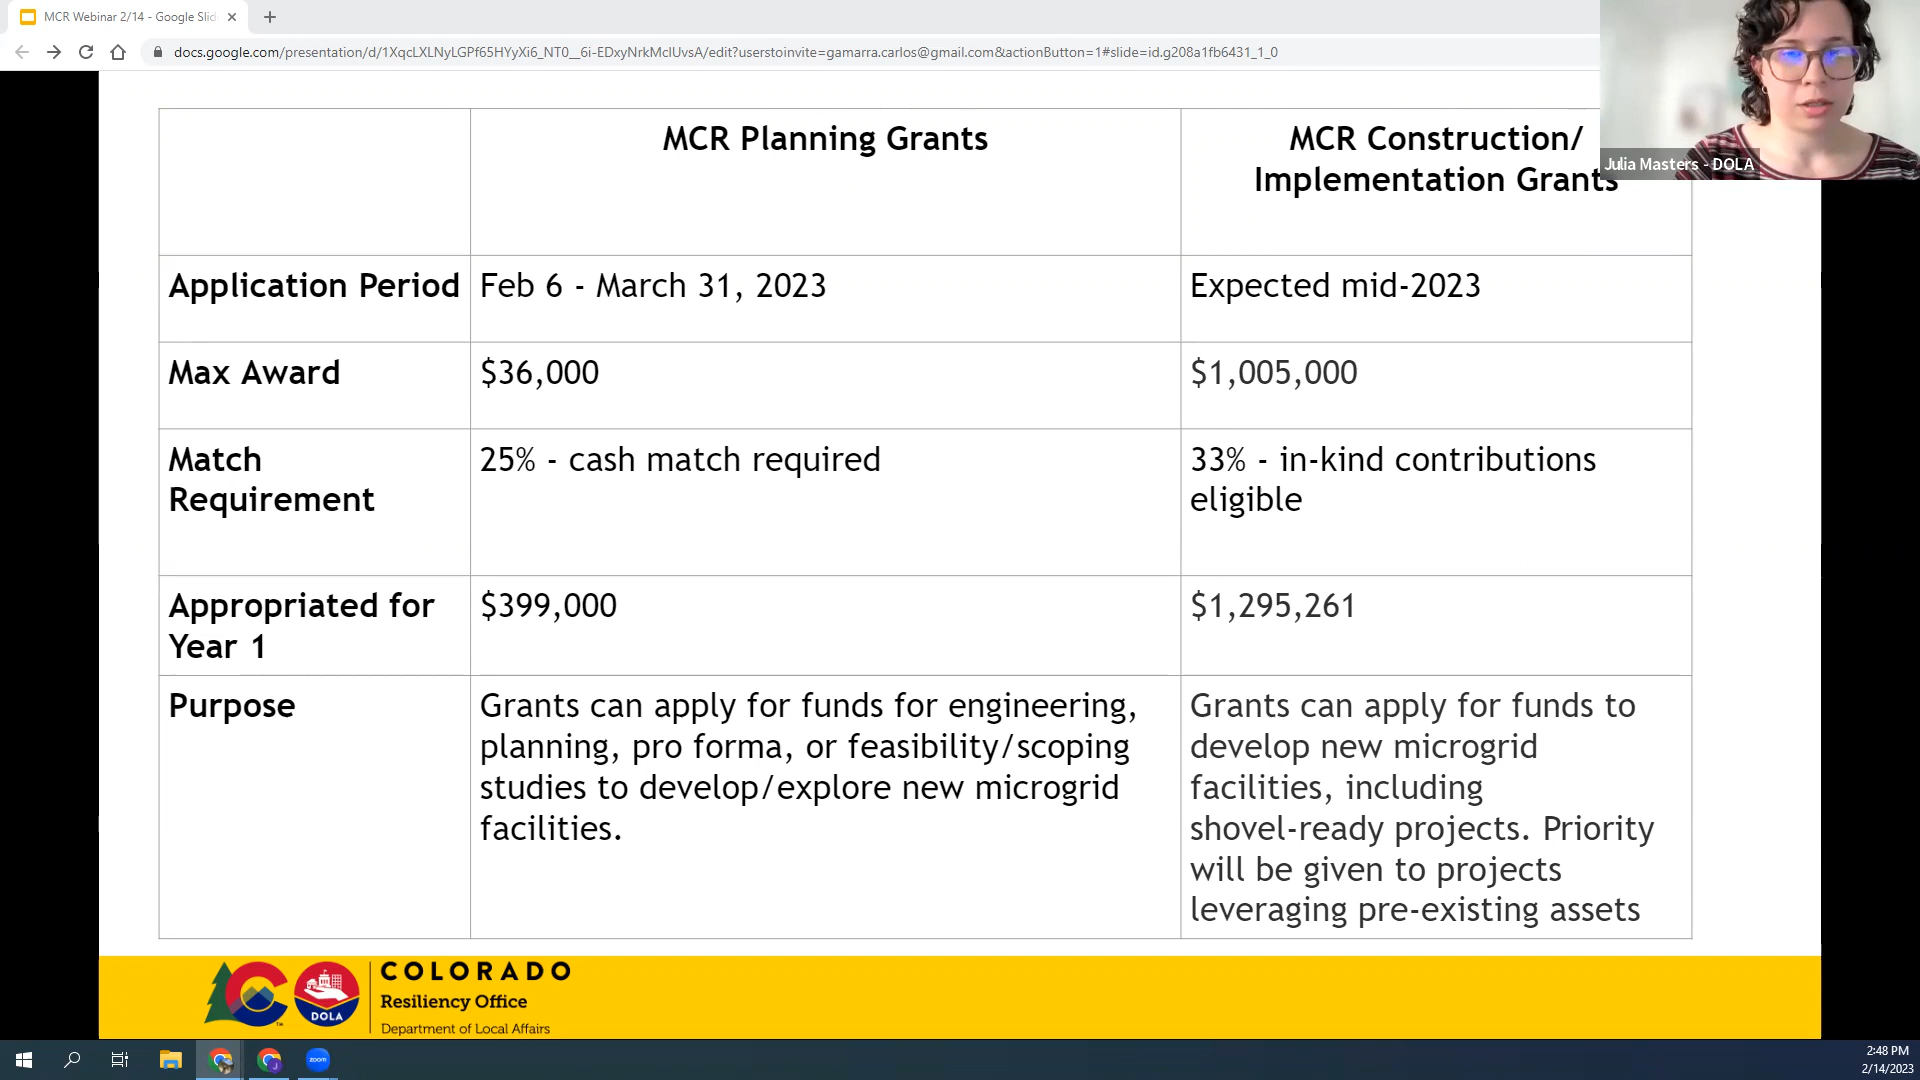 MCR Webinar 2/14 - Google Slid
docs.google.com/presentation/d/1XqcLXLNyLGPf65HYyXi6_NT0__6i-EDxyNrkMclUvsA/edit?userstoinvite=gamarra.carlos@gmail.com&actionButton=1#slide=id.g208a1fb6431_1_0
Julia Masters - DOLA
MCR Planning Grants
MCR Construction/
Implementation Grants
Application Period
Feb 6 - March 31, 2023
Expected mid-2023
Max Award
$36,000
$1,005,000
Match
Requirement
25% - cash match required
33% - in-kind contributions
eligible
Appropriated for
Year 1
$399,000
$1,295,261
Purpose
Grants can apply for funds for engineering,
planning, pro forma, or feasibility/scoping
studies to develop/explore new microgrid
facilities.
Grants can apply for funds to
develop new microgrid
facilities, including
shovel-ready projects. Priority
will be given to projects
leveraging pre-existing assets
DOLA
TM
COLORADO
Resiliency Office
Department of Local Affairs
zoom
2:48 PM
2/14/2023